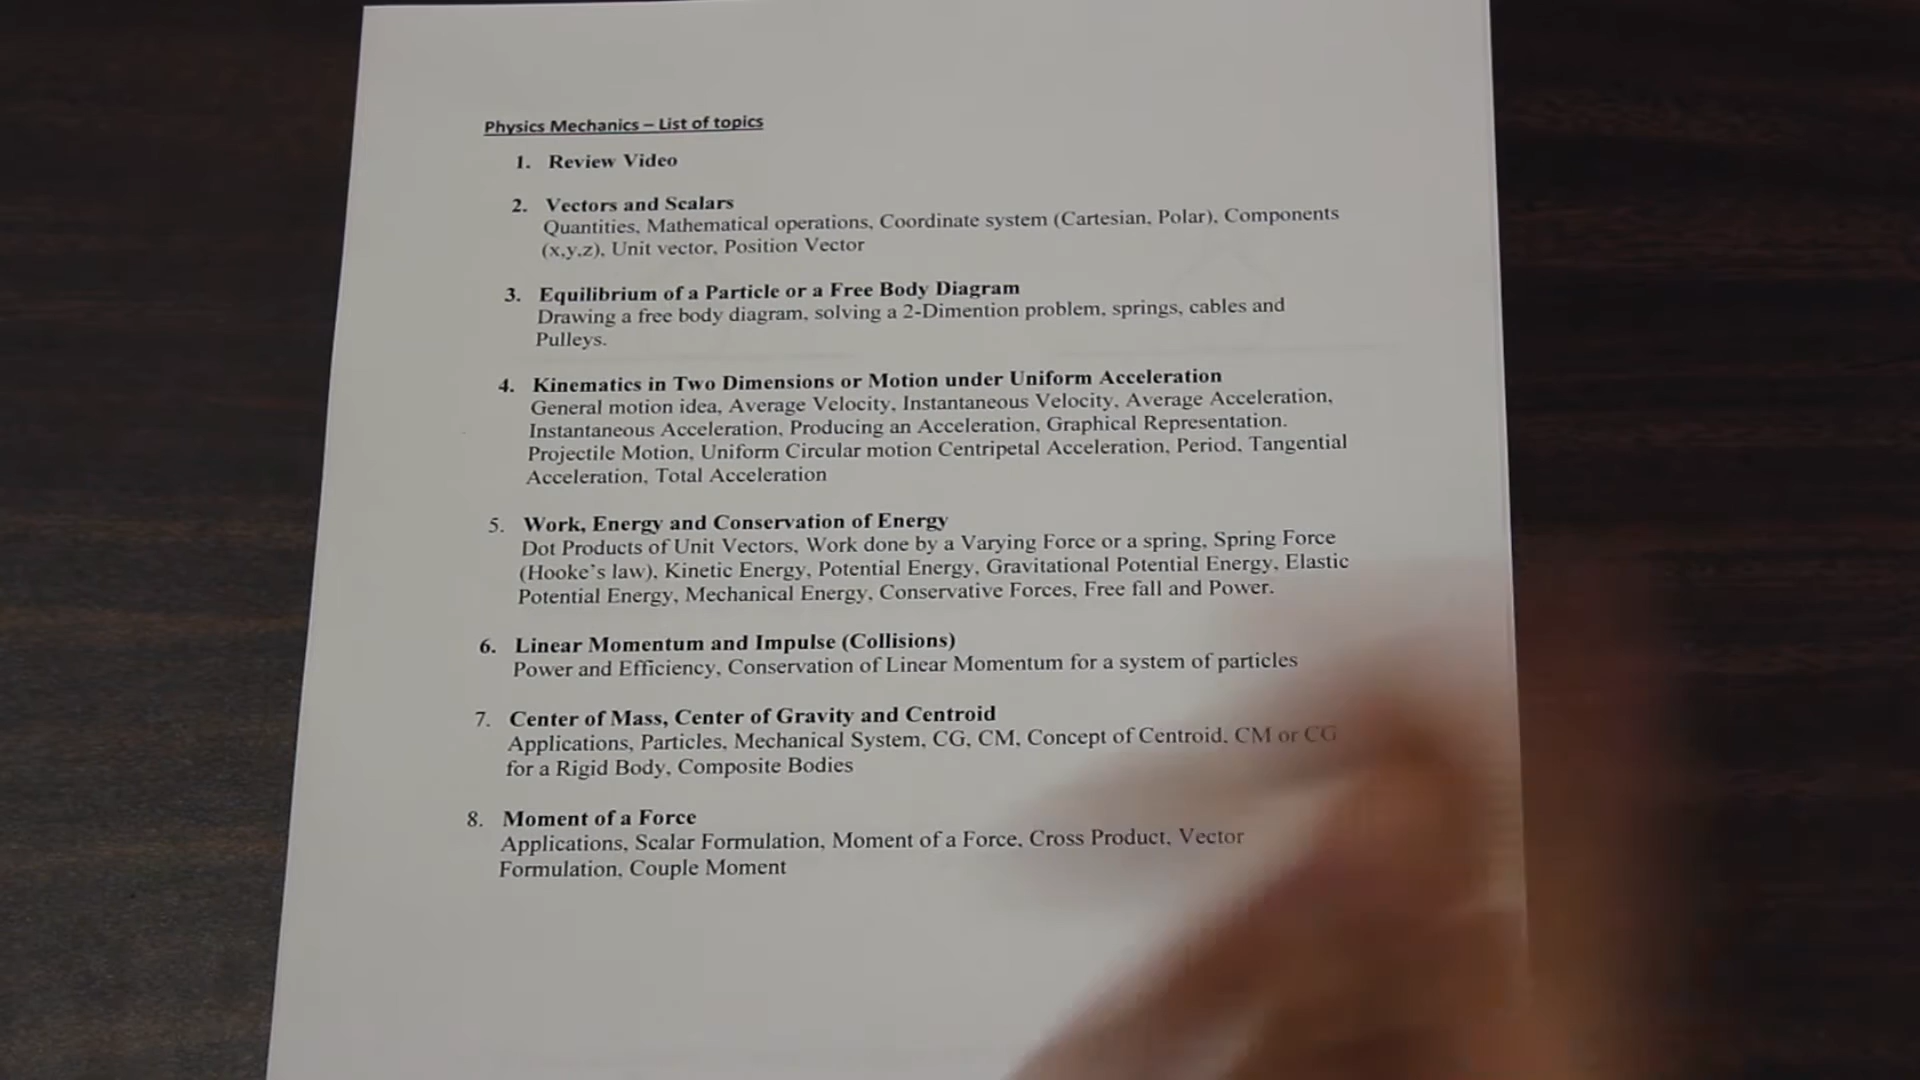 Physics Mechanics – List of topics
1. Review Video
2. Vectors and Scalars
Quantities, Mathematical operations, Coordinate system (Cartesian, Polar), Components
(x,y,z), Unit vector, Position Vector
3. Equilibrium of a Particle or a Free Body Diagram
Drawing a free body diagram, solving a 2-Dimention problem, springs, cables and
Pulleys.
4. Kinematics in Two Dimensions or Motion under Uniform Acceleration
General motion idea, Average Velocity, Instantaneous Velocity, Average Acceleration,
Instantaneous Acceleration, Producing an Acceleration, Graphical Representation.
Projectile Motion, Uniform Circular motion Centripetal Acceleration, Period, Tangential
Acceleration, Total Acceleration
5. Work, Energy and Conservation of Energy
Dot Products of Unit Vectors, Work done by a Varying Force or a spring, Spring Force
(Hooke's law), Kinetic Energy, Potential Energy, Gravitational Potential Energy, Elastic
Potential Energy, Mechanical Energy, Conservative Forces, Free fall and Power.
6. Linear Momentum and Impulse (Collisions)
Power and Efficiency, Conservation of Linear Momentum for a system of particles
7. Center of Mass, Center of Gravity and Centroid
Applications, Particles, Mechanical System, CG, CM, Concept of Centroid, CM or CG
for a Rigid Body, Composite Bodies
8. Moment of a Force
Applications, Scalar Formulation, Moment of a Force, Cross Product, Vector
Formulation, Couple Moment